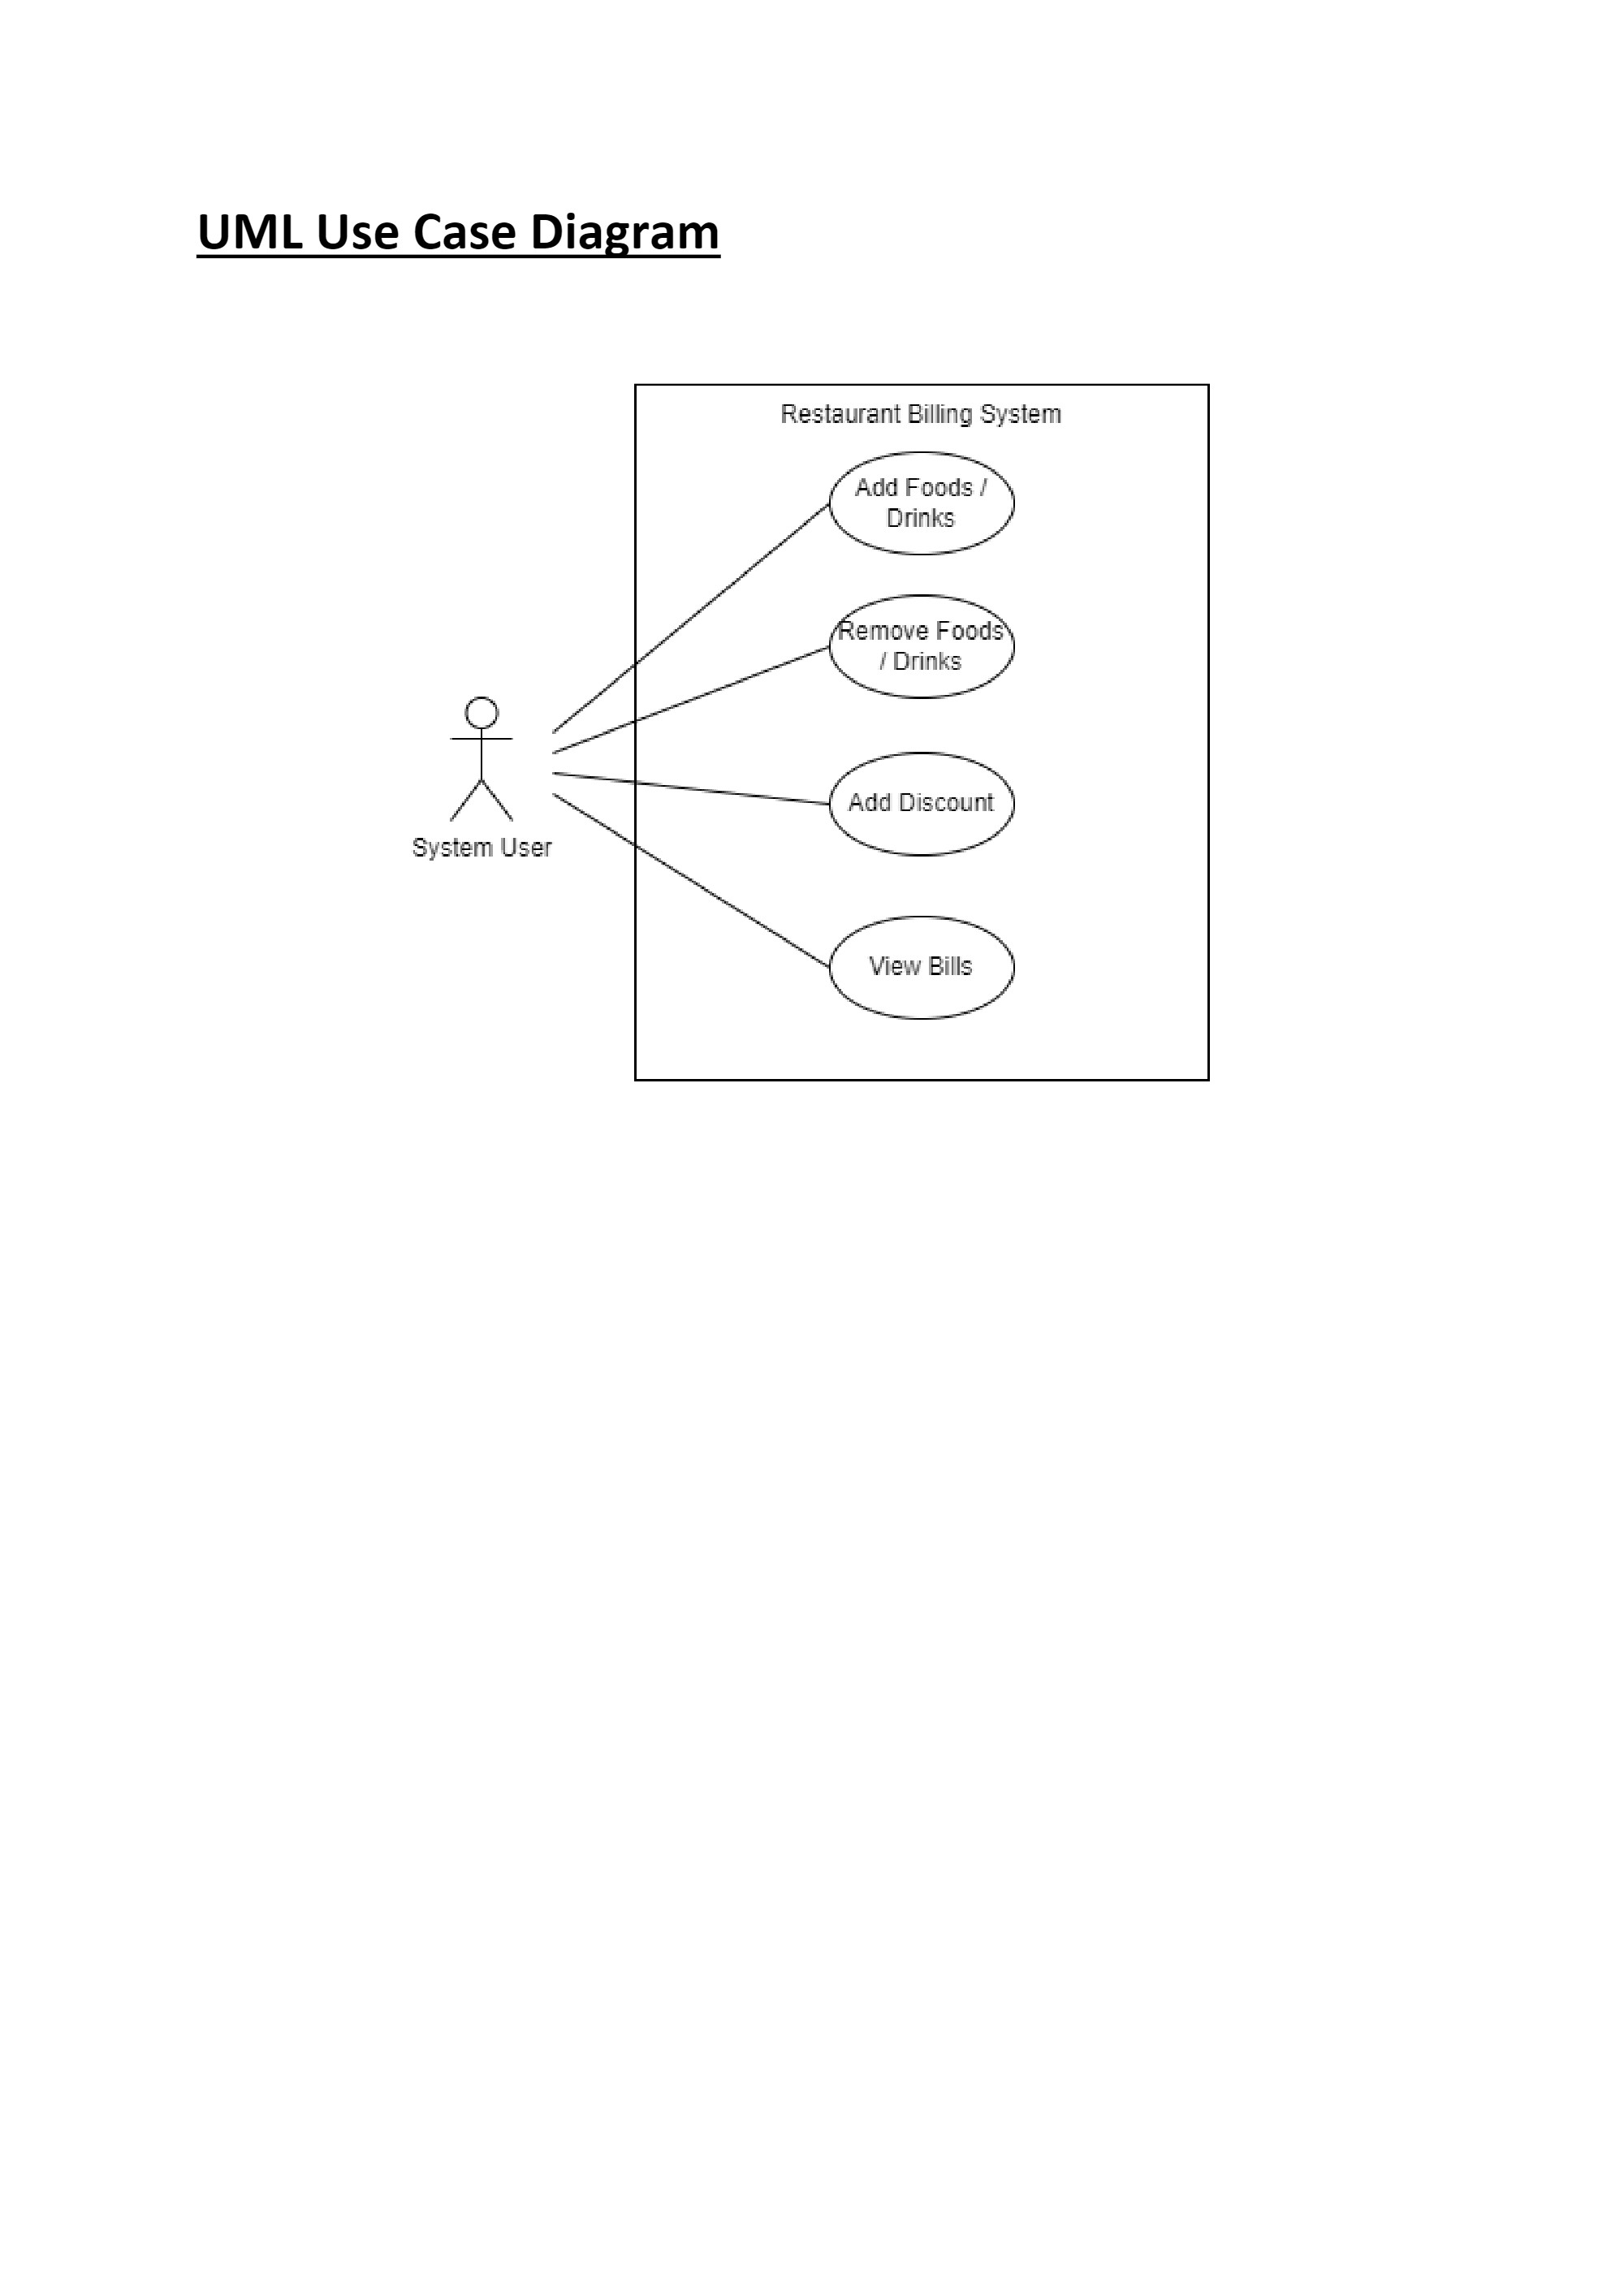 UML Use Case Diagram
Restaurant Billing System
Add Foods /
Drinks
Remove Foods
/ Drinks
System User
Add Discount
View Bills